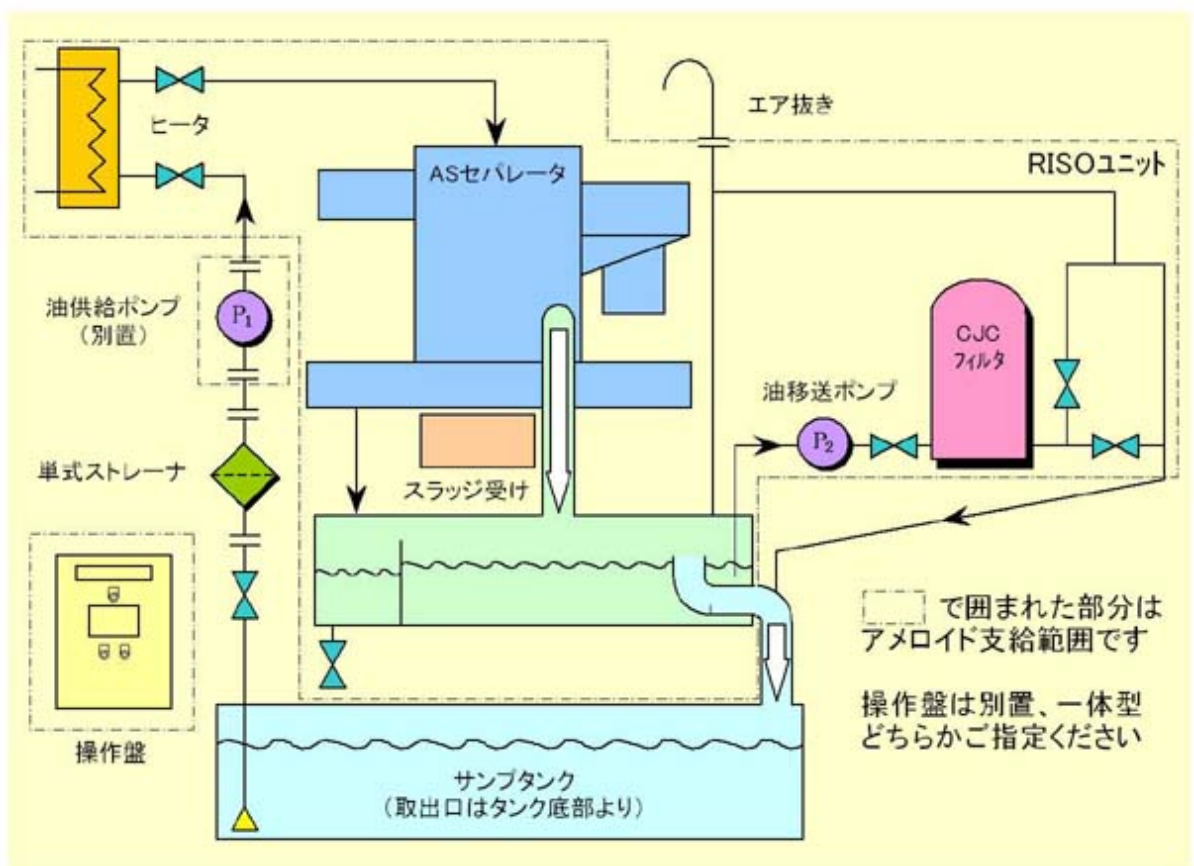 エア抜き
ヒータ
RISOユニット
ASセパレータ
油供給ポンプ
（別置）
P1
CJC
フィルタ
油移送ポンプ
P2
単式ストレーナ
スラッジ受け
で囲まれた部分は
アメロイド支給範囲です
操作盤は別置、一体型
どちらかご指定ください
操作盤
サンプタンク
（取出口はタンク底部より）